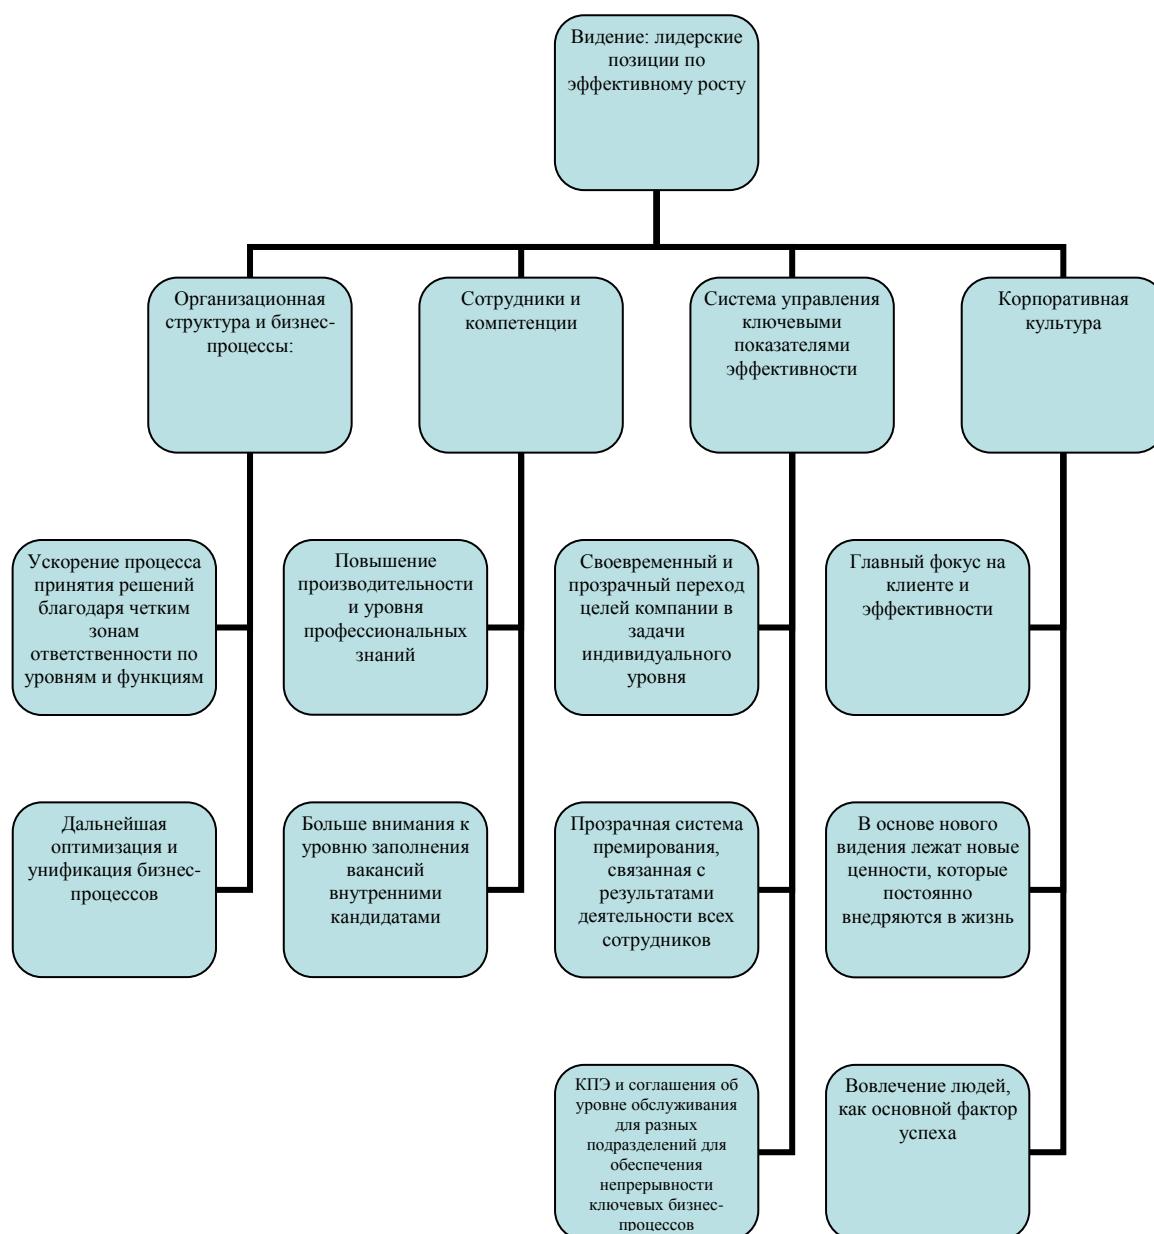 Видение: лидерские
позиции по
эффективному росту
Организационная
структура и бизнес-
процессы:
Сотрудники и
компетенции
Система управления
ключевыми
показателями
эффективности
Корпоративная
культура
Ускорение процесса
принятия решений
благодаря четким
зонам
ответственности по
уровням и функциям
Повышение
производительности
и уровня
профессиональных
знаний
Своевременный и
прозрачный переход
целей компании в
задачи
индивидуального
уровня
Главный фокус на
клиенте и
эффективности
Дальнейшая
оптимизация и
унификация бизнес-
процессов
Больше внимания к
уровню заполнения
вакансий
внутренними
кандидатами
Прозрачная система
премирования,
связанная с
результатами
деятельности всех
сотрудников
В основе нового
видения лежат новые
ценности, которые
постоянно
внедряются в жизнь
КПЭ и соглашения об
уровне обслуживания
для разных
подразделений для
обеспечения
непрерывности
ключевых бизнес-
процессов
Вовлечение людей,
как основной фактор
успеха